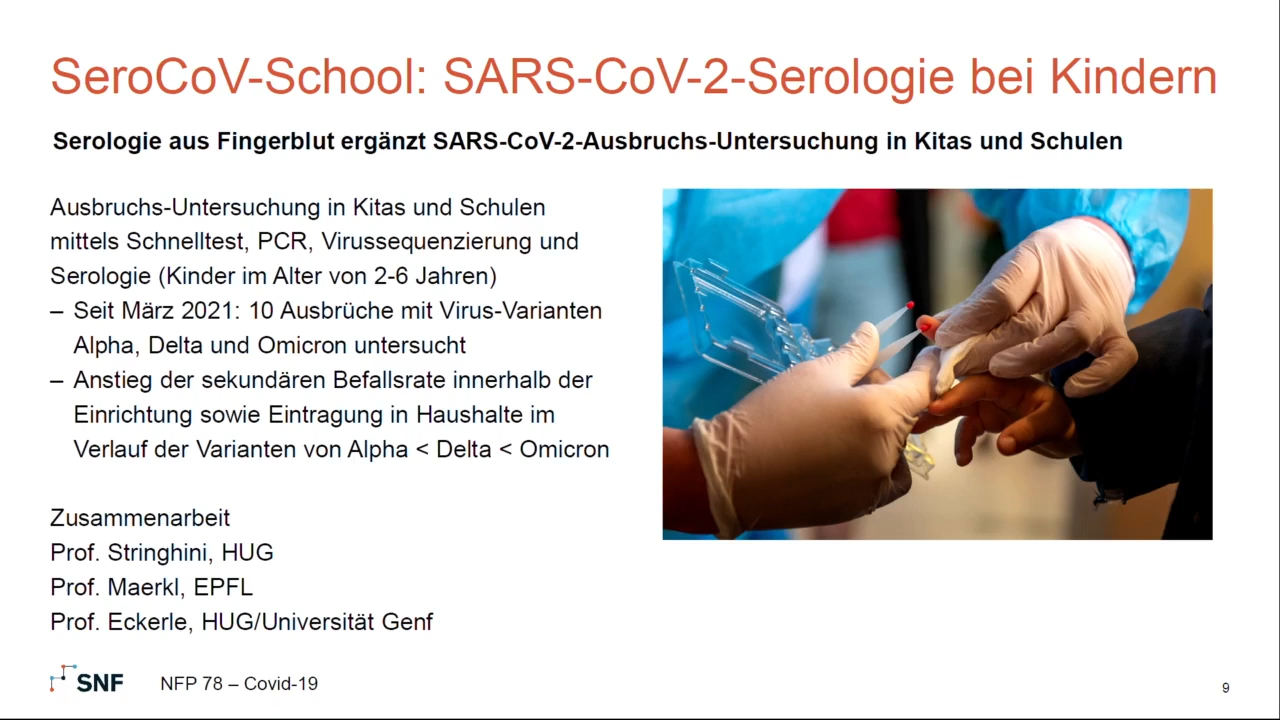 SeroCoV-School: SARS-CoV-2-Serologie bei Kindern
Serologie aus Fingerblut ergänzt SARS-CoV-2-Ausbruchs-Untersuchung in Kitas und Schulen
Ausbruchs-Untersuchung in Kitas und Schulen
mittels Schnelltest, PCR, Virussequenzierung und
Serologie (Kinder im Alter von 2-6 Jahren)
– Seit März 2021: 10 Ausbrüche mit Virus-Varianten
Alpha, Delta und Omicron untersucht
– Anstieg der sekundären Befallsrate innerhalb der
Einrichtung sowie Eintragung in Haushalte im
Verlauf der Varianten von Alpha < Delta < Omicron
Zusammenarbeit
Prof. Stringhini, HUG
Prof. Maerkl, EPFL
Prof. Eckerle, HUG/Universität Genf
SNF
NFP 78 – Covid-19
9